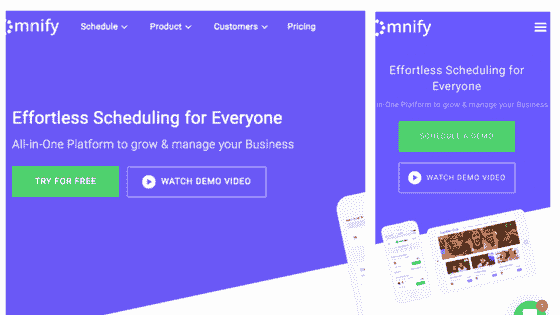 omnify
Schedule
Product
Customers
Pricing
Effortless Scheduling for Everyone
All-in-One Platform to grow & manage your Business
TRY FOR FREE
WATCH DEMO VIDEO
omnify
Effortless Scheduling for
Everyone
in-One Platform to grow & manage your Business
SCHEDULE A DEMO
WATCH DEMO VIDEO